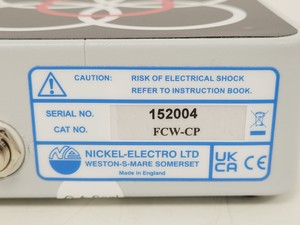 CAUTION: RISK OF ELECTRICAL SHOCK
REFER TO INSTRUCTION BOOK.
SERIAL NO. 152004
CAT NO. FCW-CP
NICKEL-ELECTRO LTD
WESTON-S-MARE SOMERSET
Made in England
UK
CA
CE